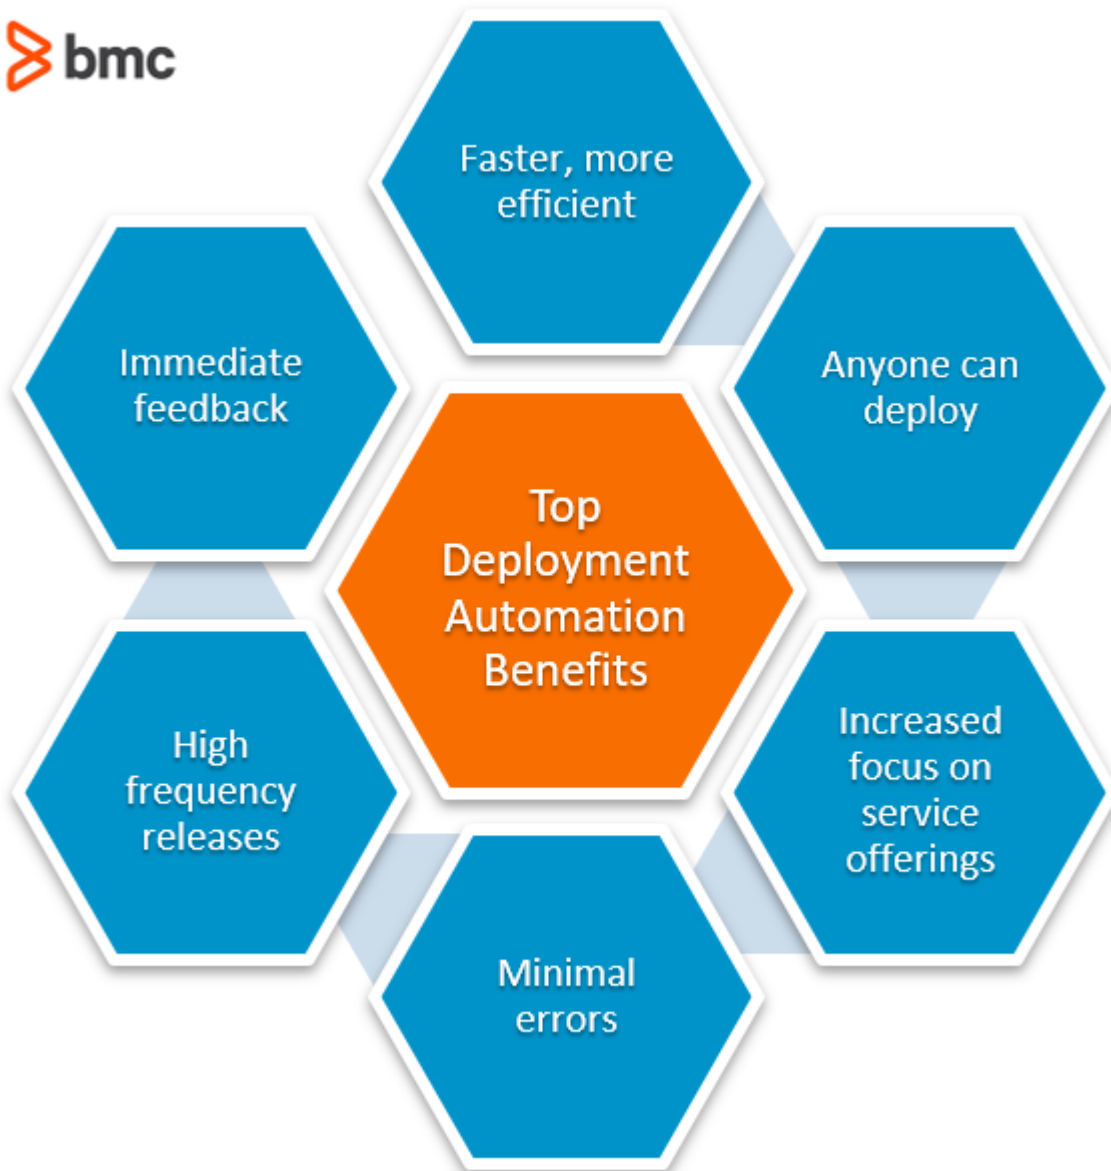 bmc
Faster, more
efficient
Anyone can
deploy
Increased
focus on
service
offerings
Minimal
errors
High
frequency
releases
Immediate
feedback
Top
Deployment
Automation
Benefits